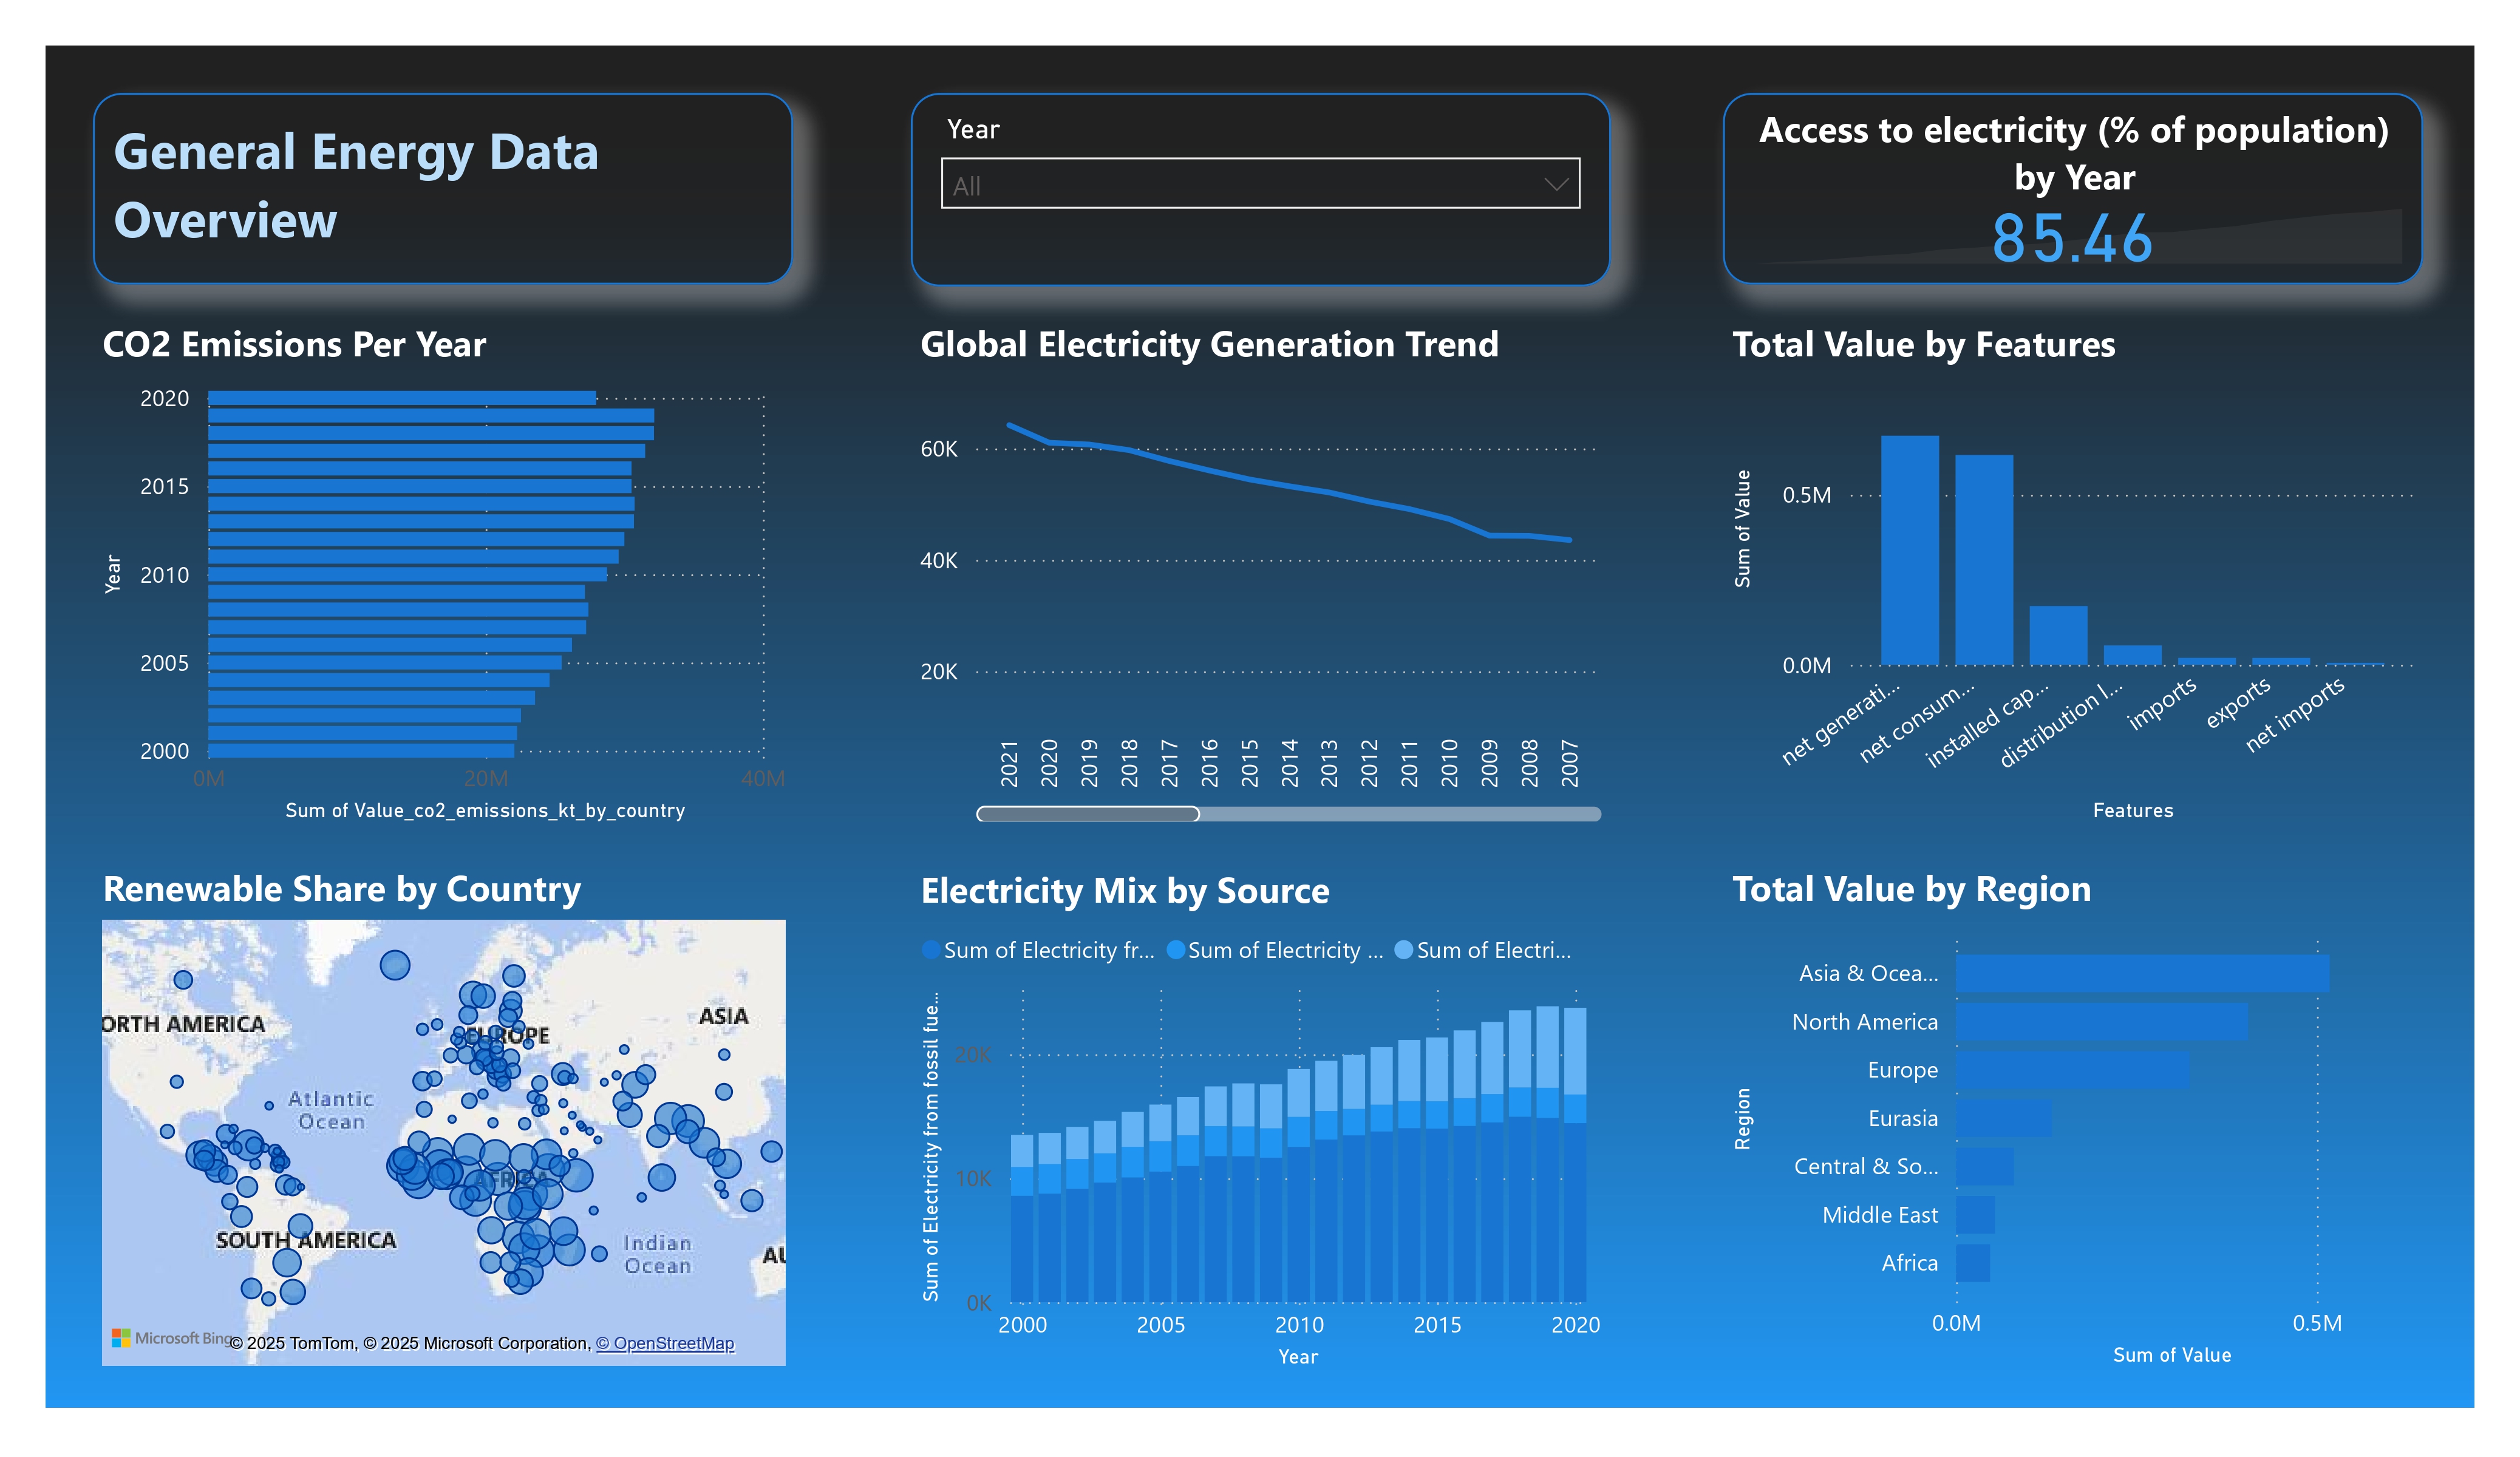 General Energy Data
Overview
Year
All
Access to electricity (% of population)
by Year
85.46
CO2 Emissions Per Year
2020
2015
2010
2005
2000
Year
0M 20M 40M
Sum of Value_co2_emissions_kt_by_country
Global Electricity Generation Trend
60K
40K
20K
2021 2020 2019 2018 2017 2016 2015 2014 2013 2012 2011 2010 2009 2008 2007
Total Value by Features
Sum of Value
0.5M
0.0M
net generati... net consum... installed cap... distribution l... imports exports net imports
Features
Renewable Share by Country
ORTH AMERICA
EUROPE
ASIA
Atlantic
Ocean
AFRICA
SOUTH AMERICA
Indian
Ocean
AU
Microsoft Bing
© 2025 TomTom, © 2025 Microsoft Corporation, © OpenStreetMap
Electricity Mix by Source
Sum of Electricity fr... Sum of Electricity ... Sum of Electri...
Sum of Electricity from fossil fue...
20K
10K
0K
2000 2005 2010 2015 2020
Year
Total Value by Region
Region
Asia & Ocea...
North America
Europe
Eurasia
Central & So...
Middle East
Africa
0.0M 0.5M
Sum of Value